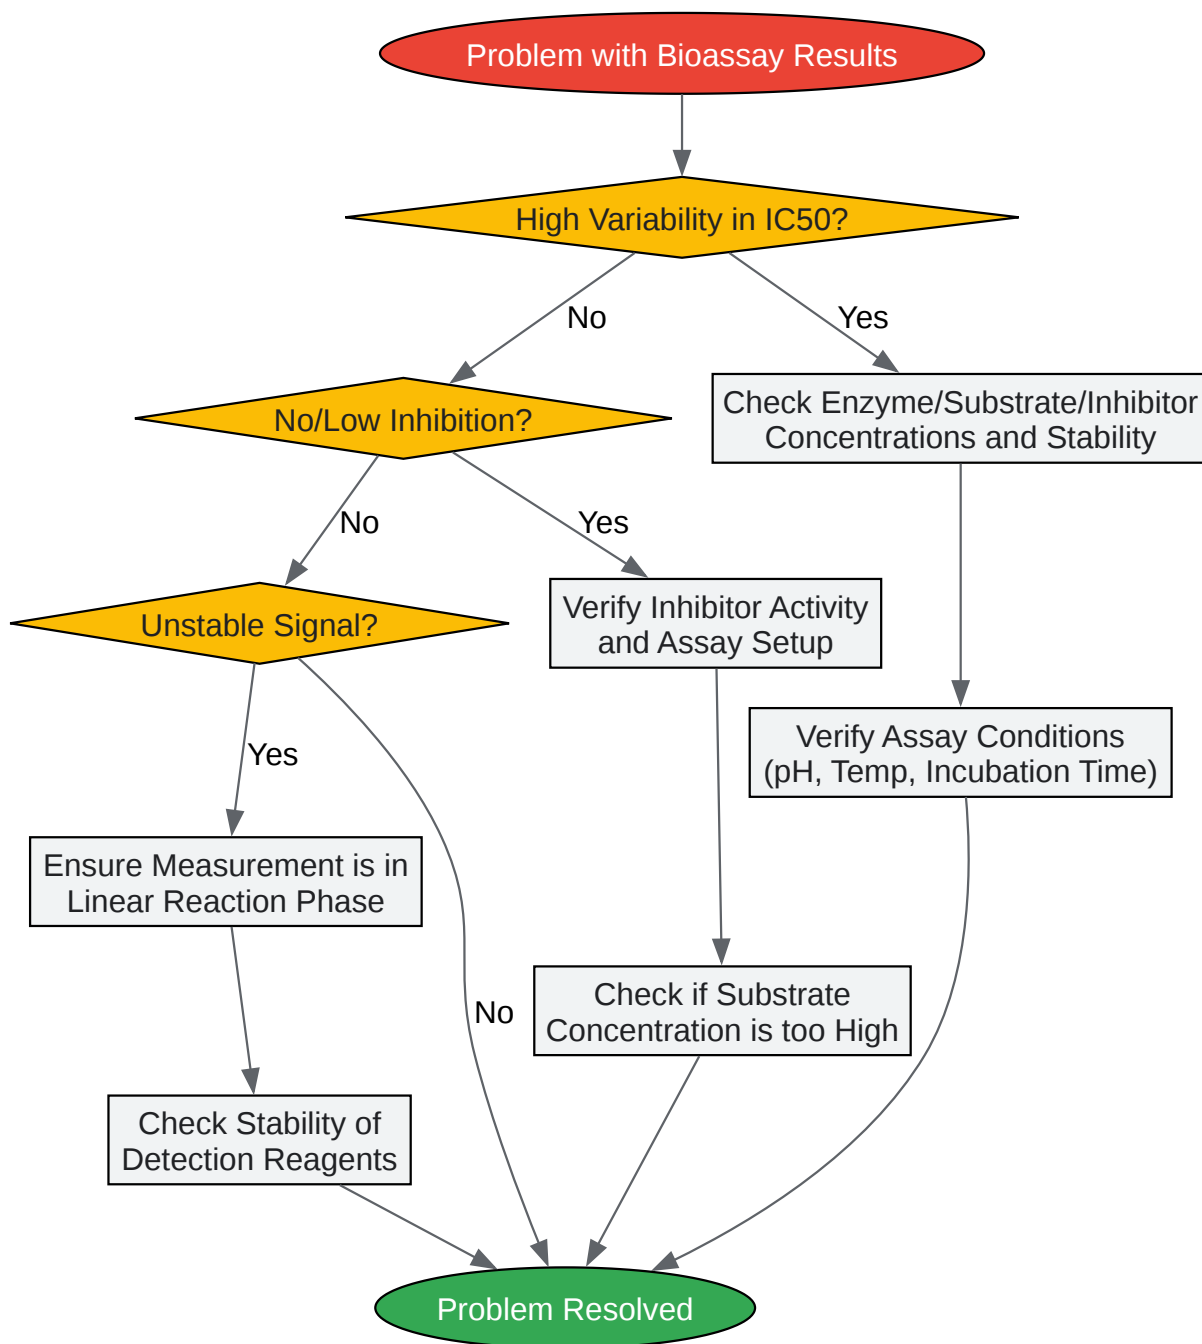 Problem with Bioassay Results
High Variability in IC50?
No
Yes
No/Low Inhibition?
Check Enzyme/Substrate/Inhibitor
Concentrations and Stability
No
Yes
Unstable Signal?
Verify Inhibitor Activity
and Assay Setup
Yes
Verify Assay Conditions
(pH, Temp, Incubation Time)
Ensure Measurement is in
Linear Reaction Phase
No
Check if Substrate
Concentration is too High
Check Stability of
Detection Reagents
Problem Resolved